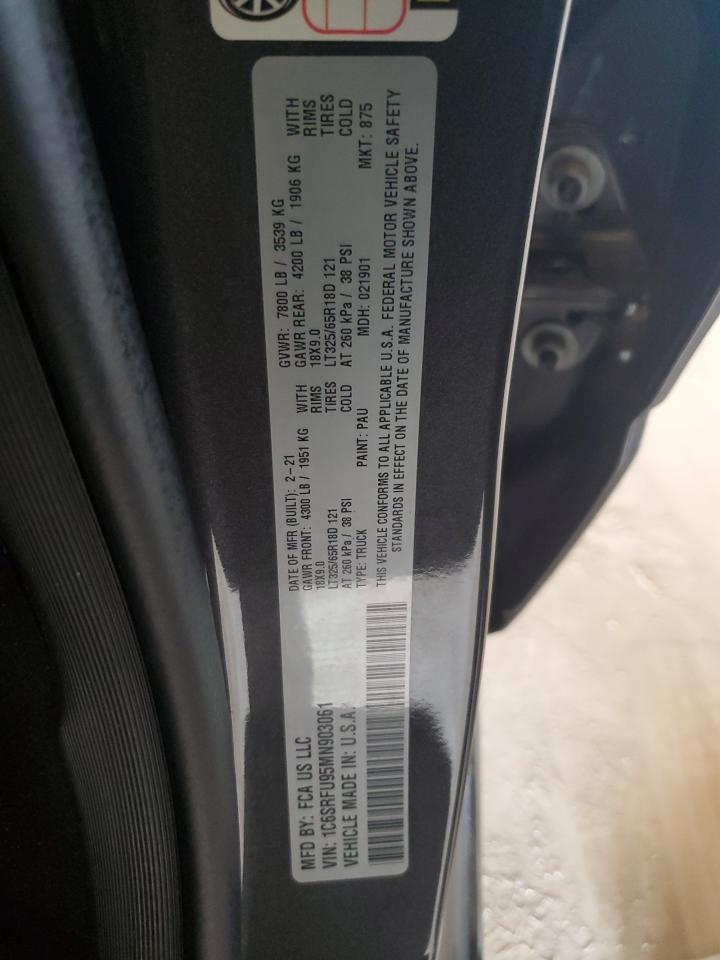 MFD BY: FCA US LLC
VIN: 1C6SRFU95MN903061
VEHICLE MADE IN: U.S.A.
DATE OF MFR (BUILT): 2-21
GAWR FRONT: 4300 LB / 1951 KG WITH
18X9.0 RIMS
LT325/65R18D 121 TIRES
AT 260 kPa / 38 PSI COLD
GVWR: 7800 LB / 3539 KG
GAWR REAR: 4200 LB / 1906 KG WITH
18X9.0 RIMS
LT325/65R18D 121 TIRES
AT 260 kPa / 38 PSI COLD
TYPE: TRUCK PAINT: PAU MDH: 021901 MKT: 875
THIS VEHICLE CONFORMS TO ALL APPLICABLE U.S.A. FEDERAL MOTOR VEHICLE SAFETY
STANDARDS IN EFFECT ON THE DATE OF MANUFACTURE SHOWN ABOVE.